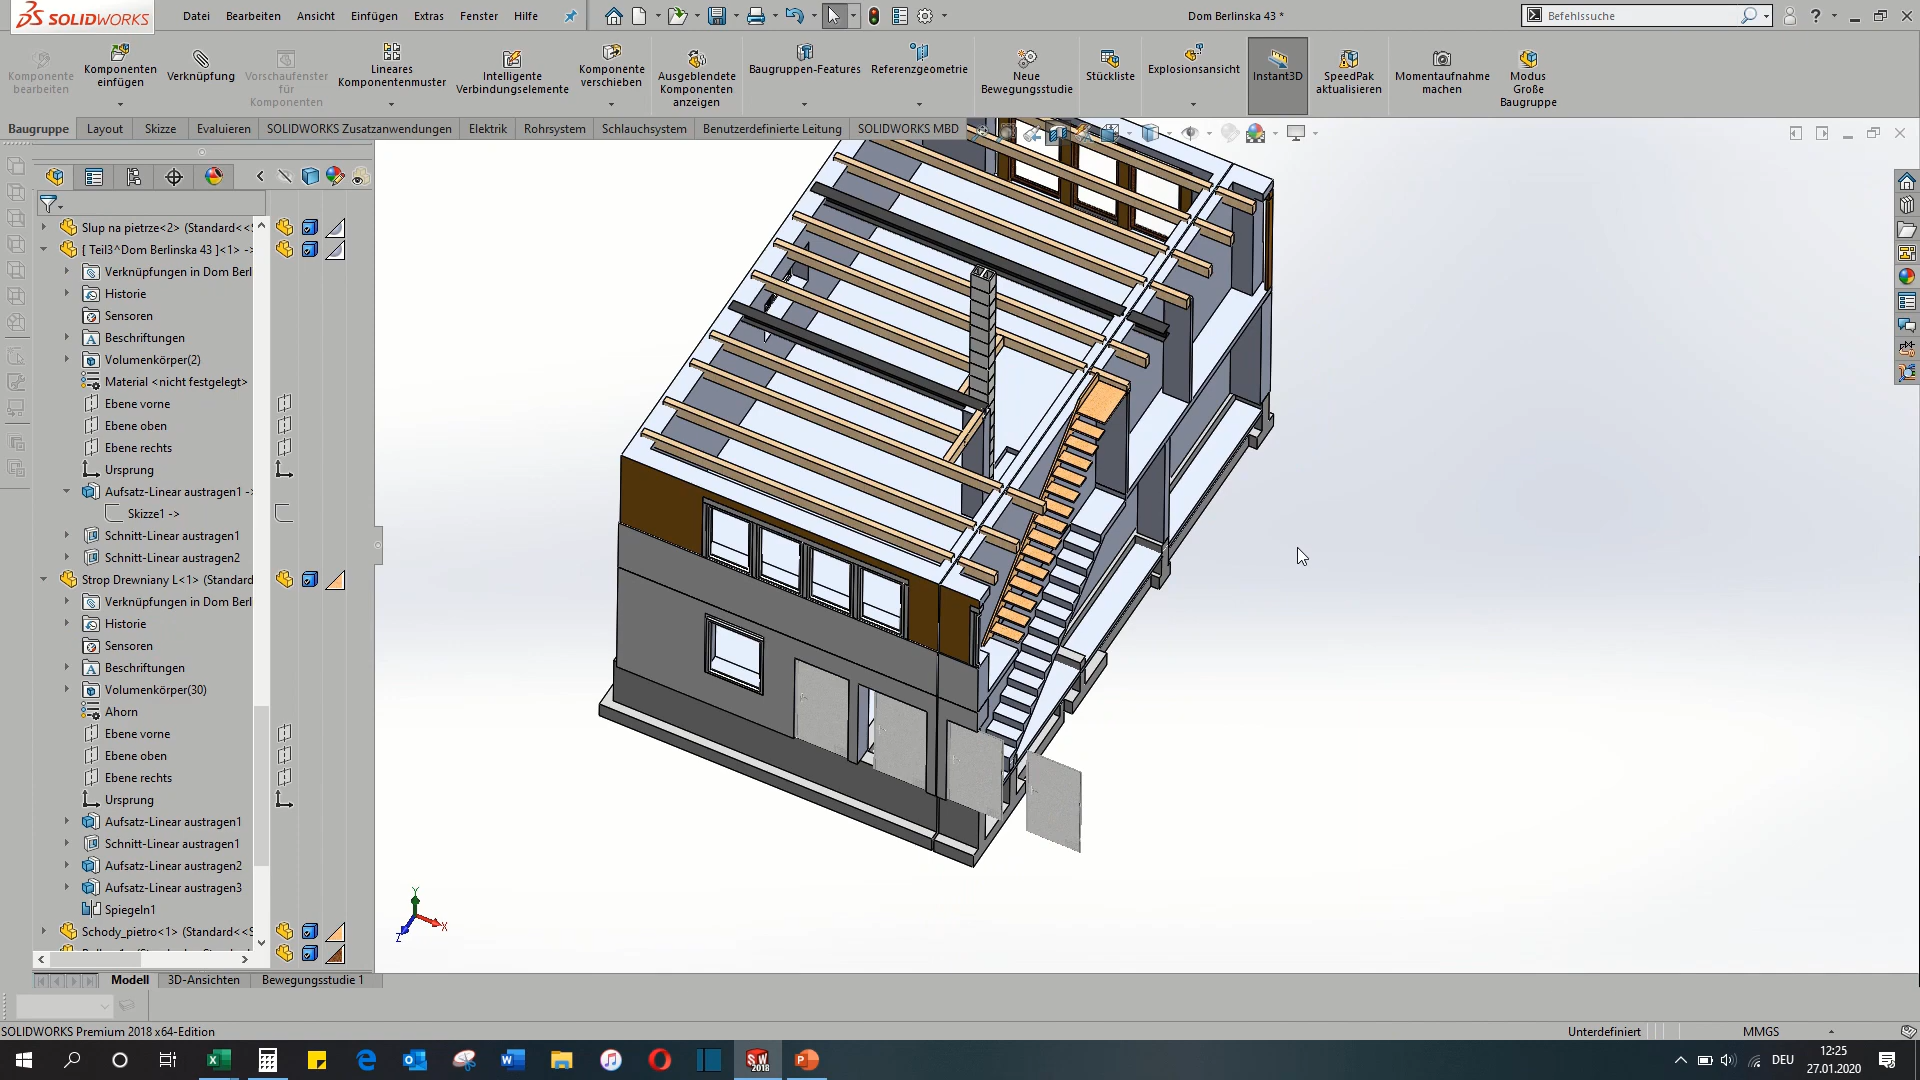 SOLIDWORKS
Datei Bearbeiten Ansicht Einfügen Extras Fenster Hilfe
Dom Berlinska 43 *
Befehlssuche
Komponente bearbeiten
Komponenten einfügen
Verknüpfung
Vorschaufenster für Komponenten
Lineares Komponentenmuster
Intelligente Verbindungselemente
Komponente verschieben
Ausgeblendete Komponenten anzeigen
Baugruppen-Features
Referenzgeometrie
Neue Bewegungsstudie
Stückliste
Explosionsansicht
Instant3D
SpeedPak aktualisieren
Momentaufnahme machen
Modus Große Baugruppe
Baugruppe Layout Skizze Evaluieren SOLIDWORKS Zusatzanwendungen Elektrik Rohrsystem Schlauchsystem Benutzerdefinierte Leitung SOLIDWORKS MBD
Slup na pietrze<2> (Standard<<
[ Teil3^Dom Berlinska 43 ]<1> ->
Verknüpfungen in Dom Berl
Historie
Sensoren
Beschriftungen
Volumenkörper(2)
Material <nicht festgelegt>
Ebene vorne
Ebene oben
Ebene rechts
Ursprung
Aufsatz-Linear austragen1 ->
Skizze1 ->
Schnitt-Linear austragen1
Schnitt-Linear austragen2
Strop Drewniany L<1> (Standard
Verknüpfungen in Dom Berl
Historie
Sensoren
Beschriftungen
Volumenkörper(30)
Ahorn
Ebene vorne
Ebene oben
Ebene rechts
Ursprung
Aufsatz-Linear austragen1
Schnitt-Linear austragen1
Aufsatz-Linear austragen2
Aufsatz-Linear austragen3
Spiegeln1
Schody_pietro<1> (Standard<<S
Y
X
Z
Modell 3D-Ansichten Bewegungsstudie 1
SOLIDWORKS Premium 2018 x64-Edition
Unterdefiniert
MMGS
DEU
12:25
27.01.2020